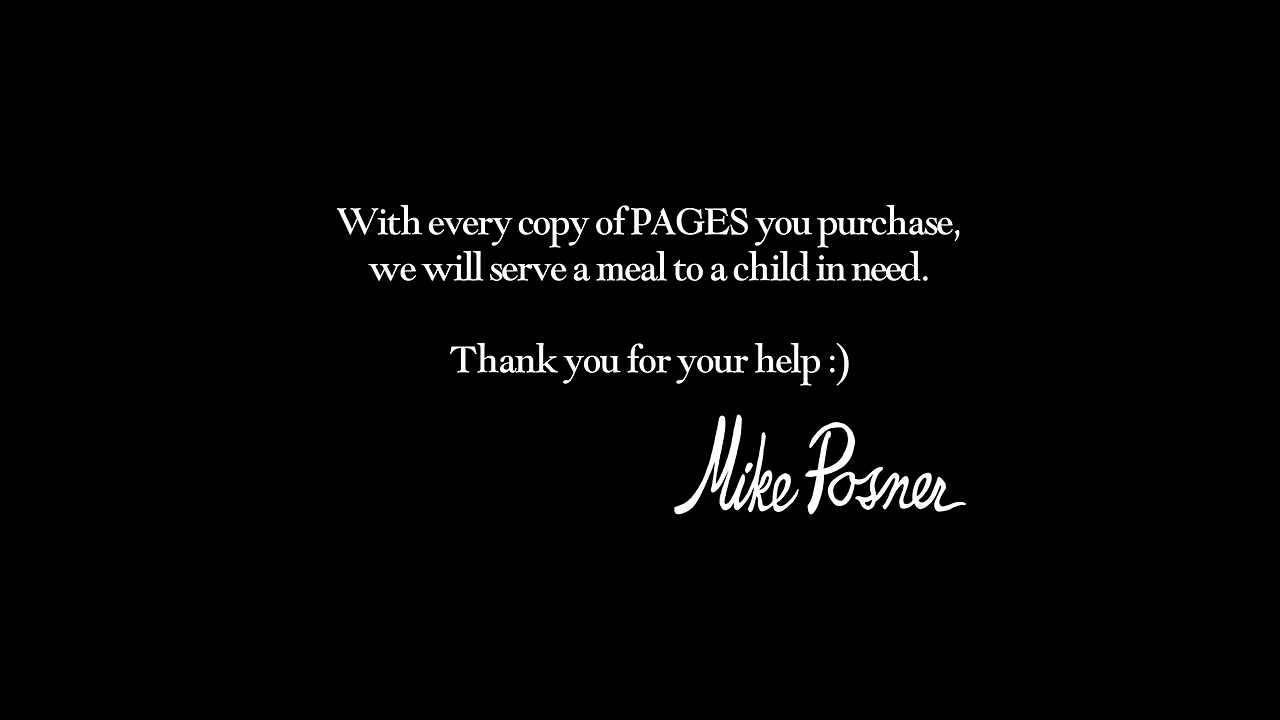 With every copy of PAGES you purchase,
we will serve a meal to a child in need.
Thank you for your help :)
Mike Posner